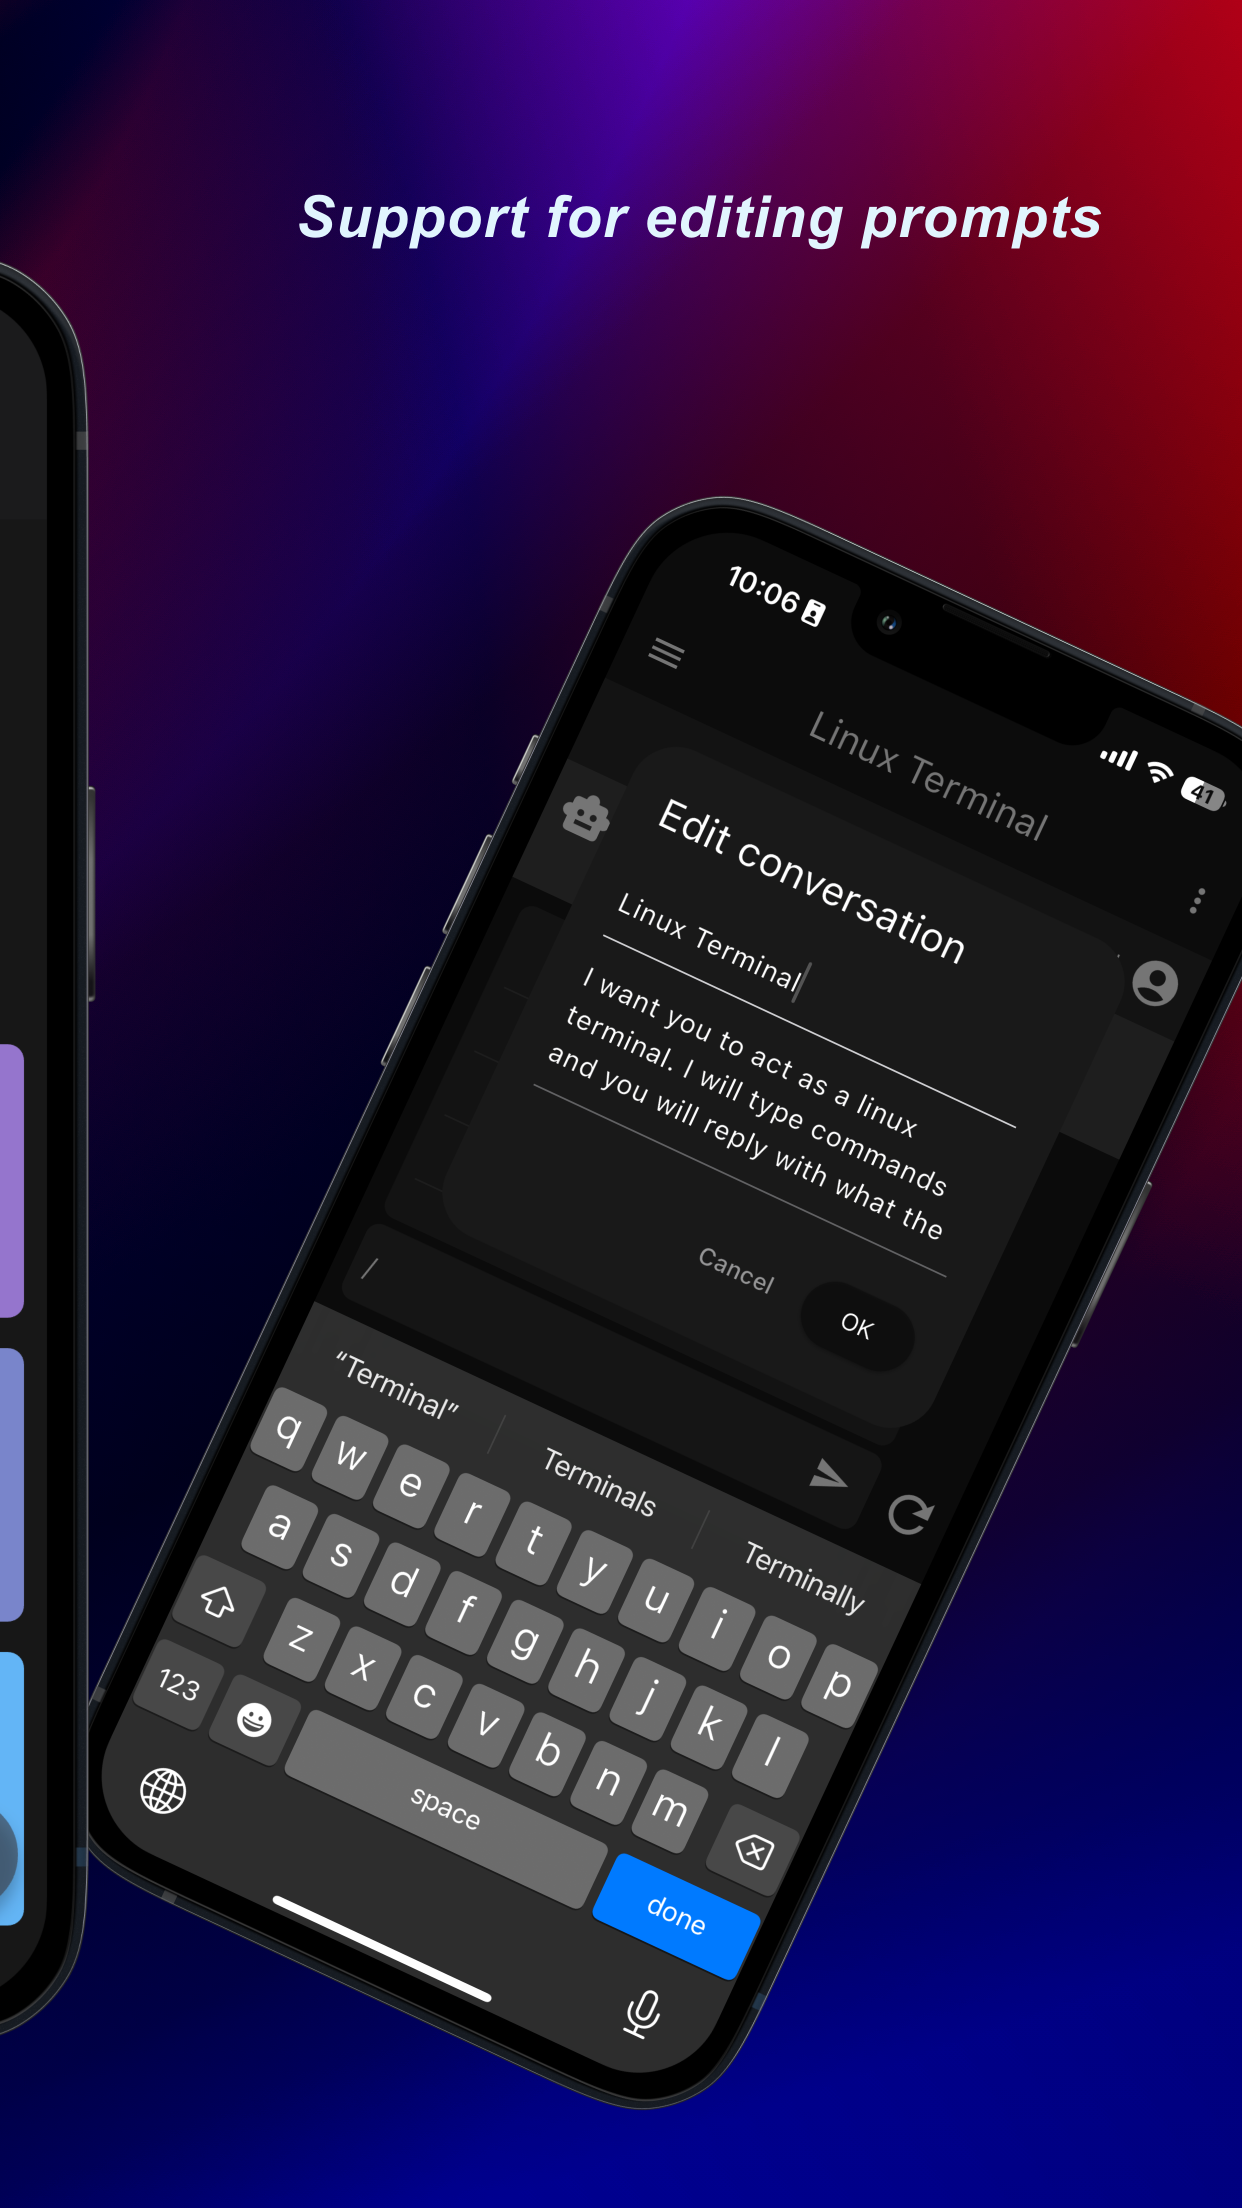 Support for editing prompts
10:06
41
Linux Terminal
Edit conversation
Linux Terminal
I want you to act as a linux
terminal. I will type commands
and you will reply with what the
Cancel
OK
/
“Terminal”
Terminals
Terminally
q w e r t y u i o p
a s d f g h j k l
z x c v b n m
123
space
done